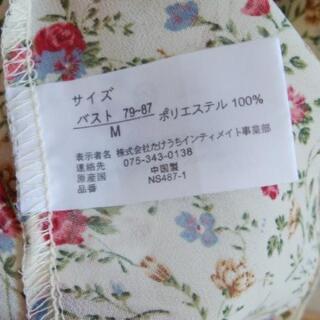 サイズ
バスト 79~87 ポリエステル 100%
M
表示者名 株式会社たけうちインティメイト事業部
連絡先 075-343-0138
原産国 中国製
品番 NS487-1